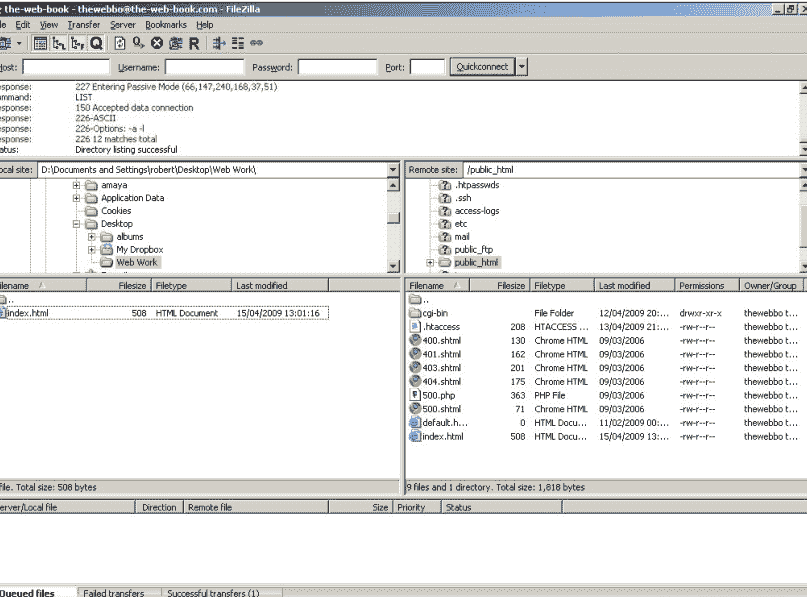 the-web-book - thewebbo@the-web-book.com - FileZilla
Edit View Transfer Server Bookmarks Help
Host: Username: Password: Port: Quickconnect
esponse: 227 Entering Passive Mode (66,147,240,168,37,51)
ommand: LIST
esponse: 150 Accepted data connection
esponse: 226-ASCII
esponse: 226-Options: -a -l
esponse: 226 12 matches total
atus: Directory listing successful
ocal site: D:\Documents and Settings\robert\Desktop\Web Work\
amaya
Application Data
Cookies
Desktop
albums
My Dropbox
Web Work
Remote site: /public_html
.htpasswds
.ssh
access-logs
etc
mail
public_ftp
public_html
ilename Filesize Filetype Last modified
..
index.html 508 HTML Document 15/04/2009 13:01:16
file. Total size: 508 bytes
Filename Filesize Filetype Last modified Permissions Owner/Group
..
cgi-bin File Folder 12/04/2009 20:... drwxr-xr-x thewebbo t...
.htaccess 208 HTACCESS ... 13/04/2009 21:... -rw-r--r-- thewebbo t...
400.shtml 130 Chrome HTML 09/03/2006 -rw-r--r-- thewebbo t...
401.shtml 162 Chrome HTML 09/03/2006 -rw-r--r-- thewebbo t...
403.shtml 201 Chrome HTML 09/03/2006 -rw-r--r-- thewebbo t...
404.shtml 175 Chrome HTML 09/03/2006 -rw-r--r-- thewebbo t...
500.php 363 PHP File 09/03/2006 -rw-r--r-- thewebbo t...
500.shtml 71 Chrome HTML 09/03/2006 -rw-r--r-- thewebbo t...
default.h... 0 HTML Docu... 11/02/2009 00:... -rw-r--r-- thewebbo t...
index.html 508 HTML Docu... 15/04/2009 13:... -rw-r--r-- thewebbo t...
9 files and 1 directory. Total size: 1,818 bytes
erver/Local file Direction Remote file Size Priority Status
Queued files Failed transfers Successful transfers (1)